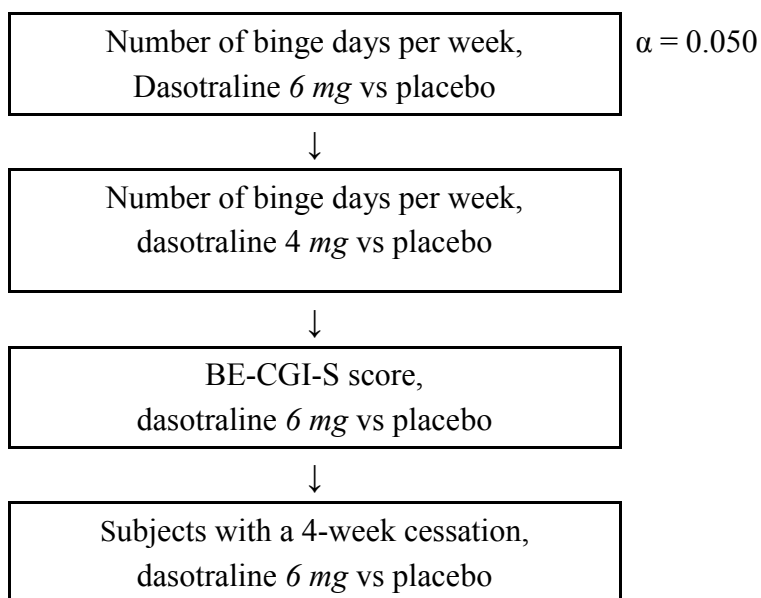 Number of binge days per week,
Dasotraline 6 mg vs placebo
α = 0.050
↓
Number of binge days per week,
dasotraline 4 mg vs placebo
↓
BE-CGI-S score,
dasotraline 6 mg vs placebo
↓
Subjects with a 4-week cessation,
dasotraline 6 mg vs placebo